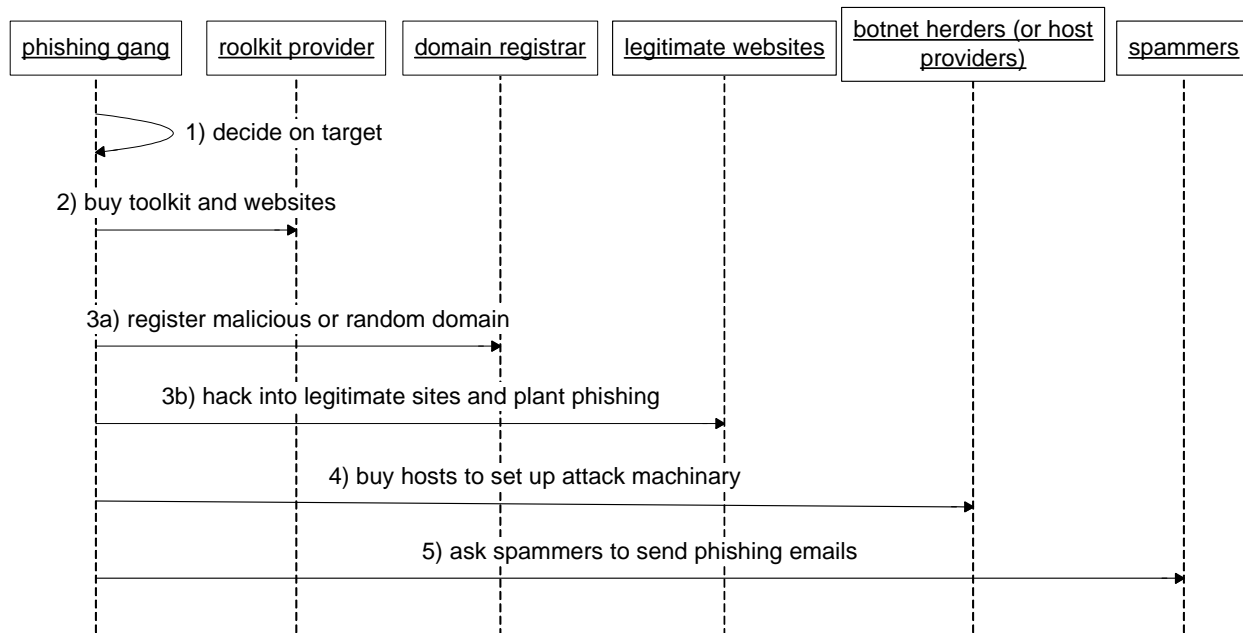 phishing gang
roolkit provider
domain registrar
legitimate websites
botnet herders (or host
providers)
spammers
1) decide on target
2) buy toolkit and websites
3a) register malicious or random domain
3b) hack into legitimate sites and plant phishing
4) buy hosts to set up attack machinary
5) ask spammers to send phishing emails